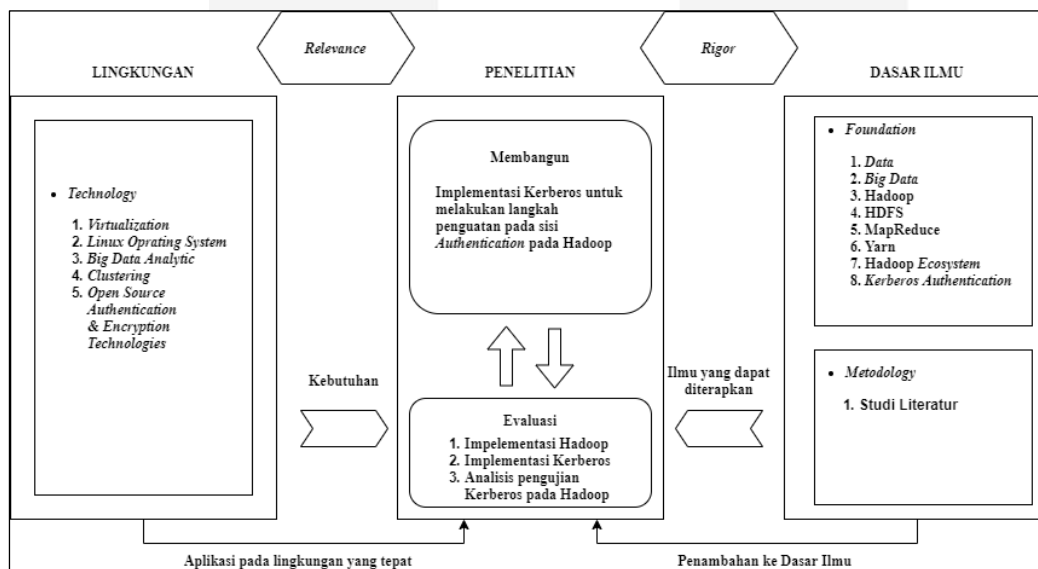 Relevance
Rigor
LINGKUNGAN
PENELITIAN
DASAR ILMU
• Technology
1. Virtualization
2. Linux Oprating System
3. Big Data Analytic
4. Clustering
5. Open Source
Authentication
& Encryption
Technologies
Kebutuhan
Membangun
Implementasi Kerberos untuk
melakukan langkah
penguatan pada sisi
Authentication pada Hadoop
Evaluasi
1. Impelementasi Hadoop
2. Implementasi Kerberos
3. Analisis pengujian
Kerberos pada Hadoop
Ilmu yang dapat
diterapkan
• Foundation
1. Data
2. Big Data
3. Hadoop
4. HDFS
5. MapReduce
6. Yarn
7. Hadoop Ecosystem
8. Kerberos Authentication
• Metodology
1. Studi Literatur
Aplikasi pada lingkungan yang tepat
Penambahan ke Dasar Ilmu